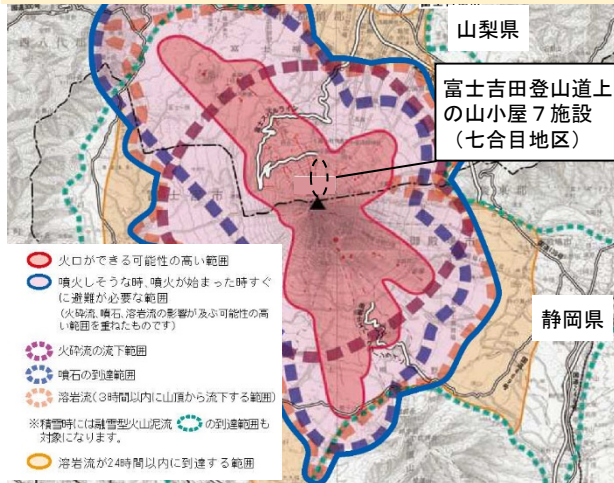 山梨県
富士吉田登山道上
の山小屋７施設
（七合目地区）
静岡県
火口ができる可能性の高い範囲
噴火しそうな時、噴火が始まった時すぐ
に避難が必要な範囲
(火砕流、噴石、溶岩流の影響が及ぶ可能性の高
い範囲を重ねたものです)
火砕流の流下範囲
噴石の到達範囲
溶岩流(3時間以内に山頂から流下する範囲)
※積雪時には融雪型火山泥流 の到達範囲も
対象になります。
溶岩流が24時間以内に到達する範囲